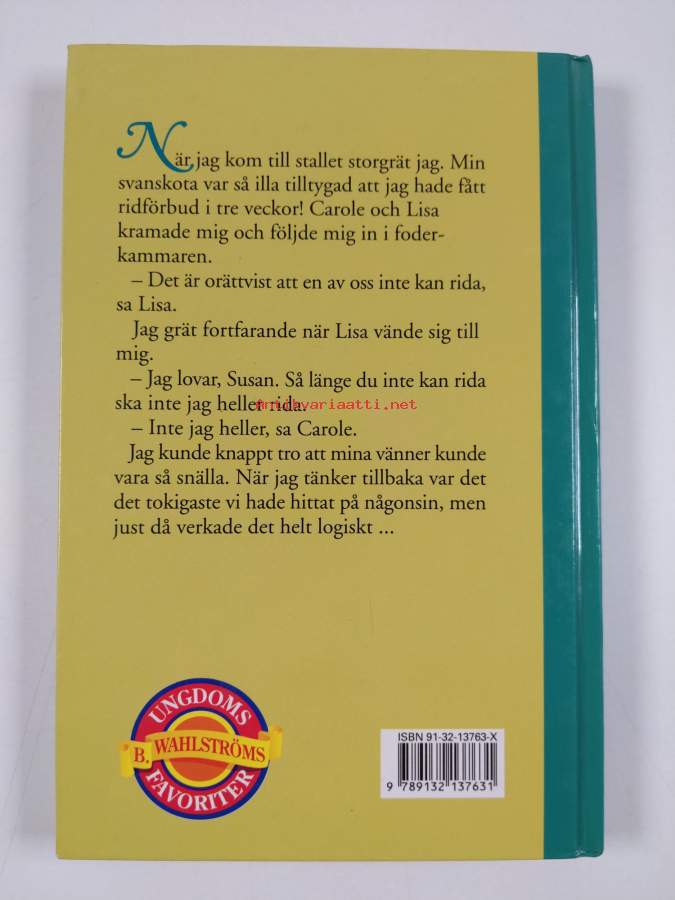 När jag kom till stallet storgrät jag. Min
svanskota var så illa tilltygad att jag hade fått
ridförbud i tre veckor! Carole och Lisa
kramade mig och följde mig in i foder-
kammaren.
– Det är orättvist att en av oss inte kan rida,
sa Lisa.
Jag grät fortfarande när Lisa vände sig till
mig.
– Jag lovar, Susan. Så länge du inte kan rida
ska inte jag heller rida.
Antikvariaatti.net
– Inte jag heller, sa Carole.
Jag kunde knappt tro att mina vänner kunde
vara så snälla. När jag tänker tillbaka var det
det tokigaste vi hade hittat på någonsin, men
just då verkade det helt logiskt ...
UNGDOMS
B. WAHLSTRÖMS
FAVORITER
ISBN 91-32-13763-X
9 789132 137631